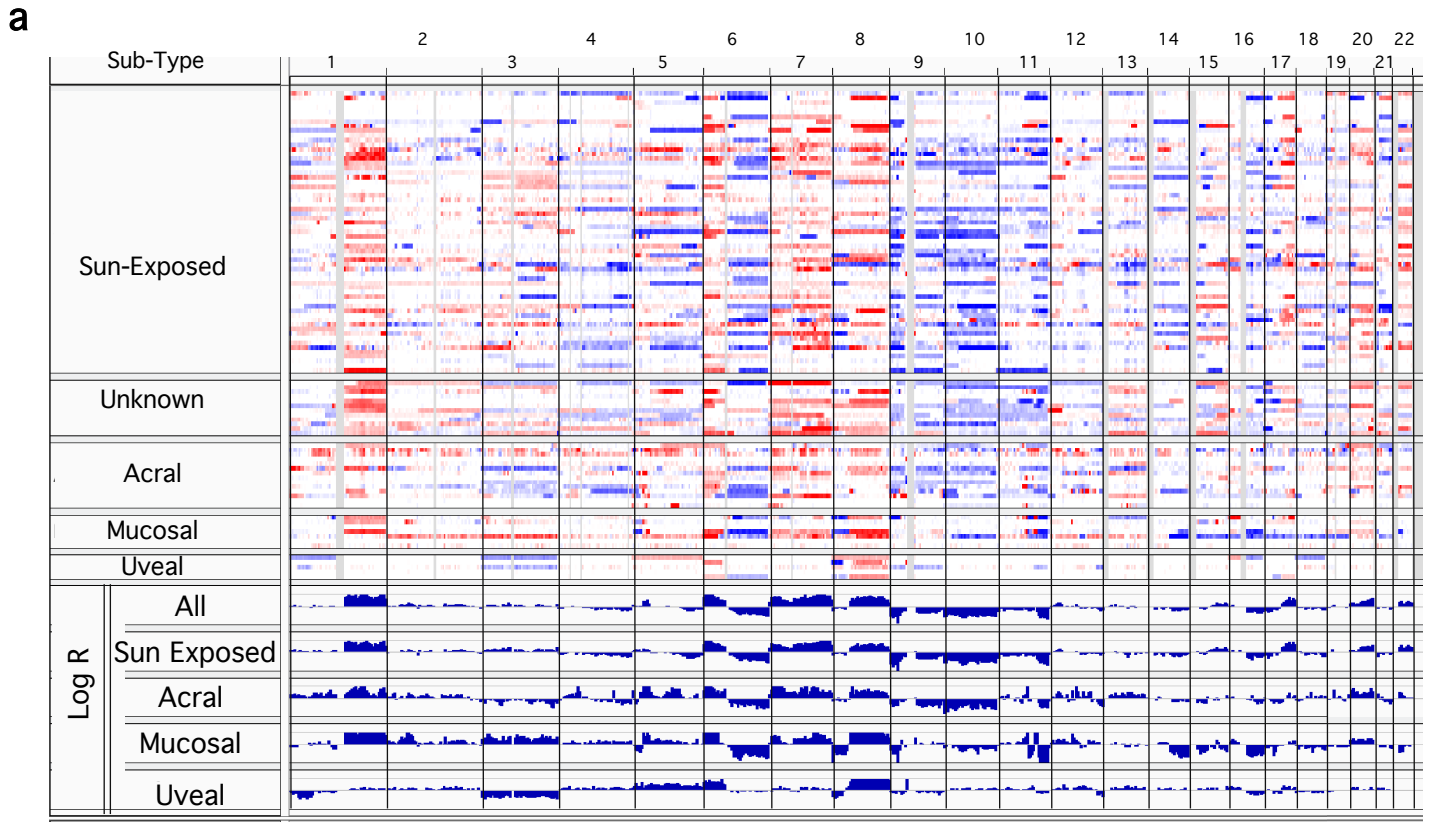 a
2 4 6 8 10 12 14 16 18 20 22
Sub-Type 1 3 5 7 9 11 13 15 17 19 21
Sun-Exposed
Unknown
Acral
Mucosal
Uveal
Log R
All
Sun Exposed
Acral
Mucosal
Uveal